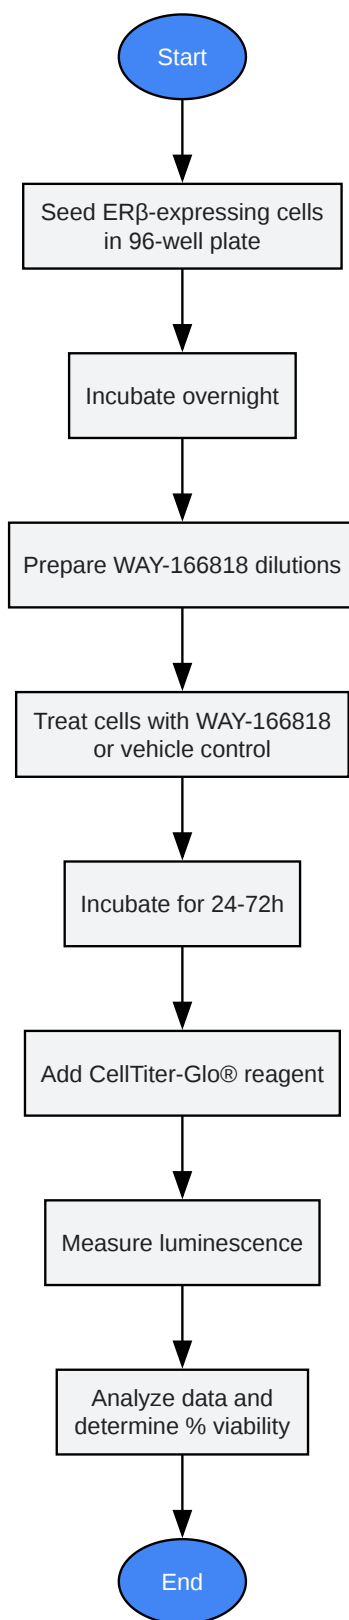 Start
Seed ERβ-expressing cells
in 96-well plate
Incubate overnight
Prepare WAY-166818 dilutions
Treat cells with WAY-166818
or vehicle control
Incubate for 24-72h
Add CellTiter-Glo® reagent
Measure luminescence
Analyze data and
determine % viability
End